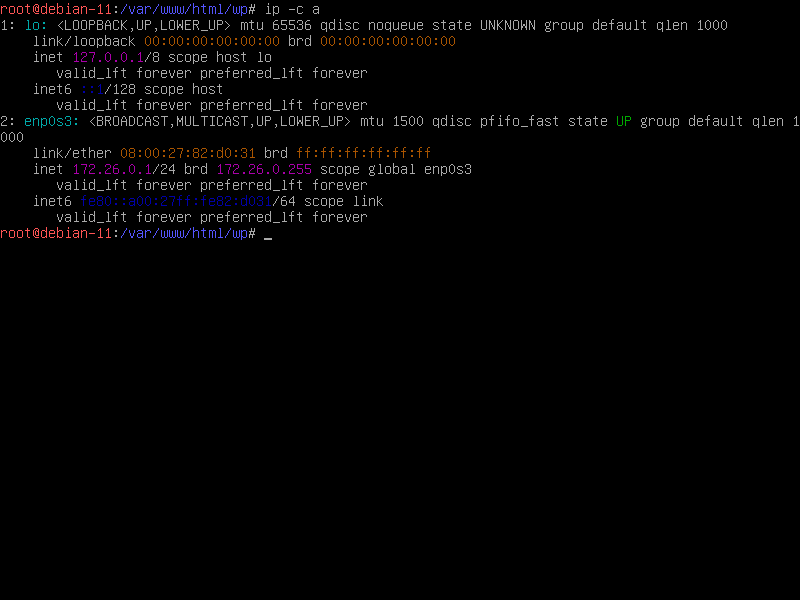 root@debian-11:/var/www/html/wp# ip -c a
1: lo: <LOOPBACK,UP,LOWER_UP> mtu 65536 qdisc noqueue state UNKNOWN group default qlen 1000
    link/loopback 00:00:00:00:00:00 brd 00:00:00:00:00:00
    inet 127.0.0.1/8 scope host lo
       valid_lft forever preferred_lft forever
    inet6 ::1/128 scope host
       valid_lft forever preferred_lft forever
2: enp0s3: <BROADCAST,MULTICAST,UP,LOWER_UP> mtu 1500 qdisc pfifo_fast state UP group default qlen 1
000
    link/ether 08:00:27:82:d0:31 brd ff:ff:ff:ff:ff:ff
    inet 172.26.0.1/24 brd 172.26.0.255 scope global enp0s3
       valid_lft forever preferred_lft forever
    inet6 fe80::a00:27ff:fe82:d031/64 scope link
       valid_lft forever preferred_lft forever
root@debian-11:/var/www/html/wp# _